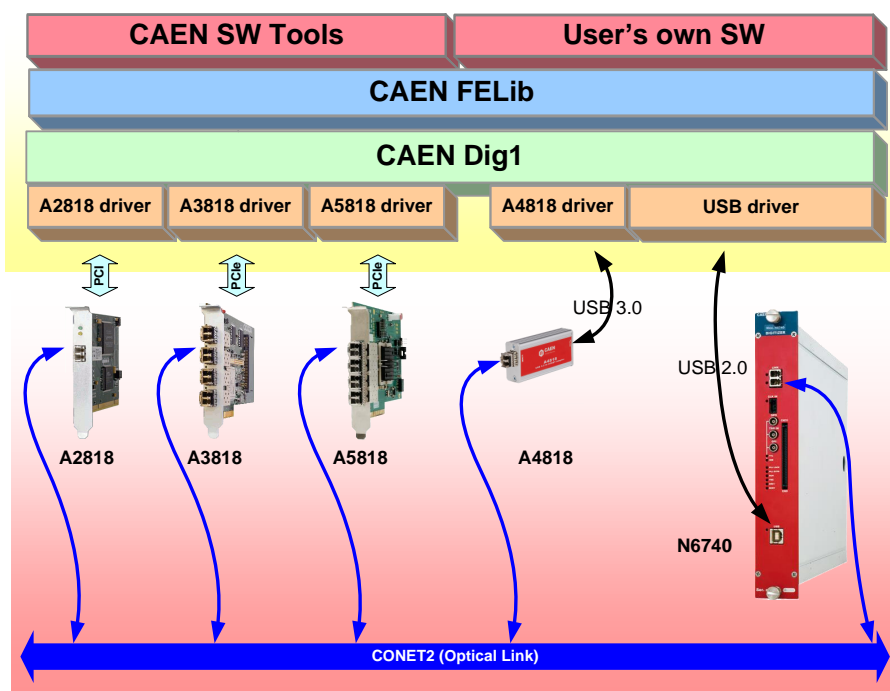 CAEN SW Tools
User's own SW
CAEN FELib
CAEN Dig1
A2818 driver
A3818 driver
A5818 driver
A4818 driver
USB driver
PCI
PCIe
PCIe
USB 3.0
CAEN
USB 2.0
A2818
A3818
A5818
A4818
N6740
CONET2 (Optical Link)